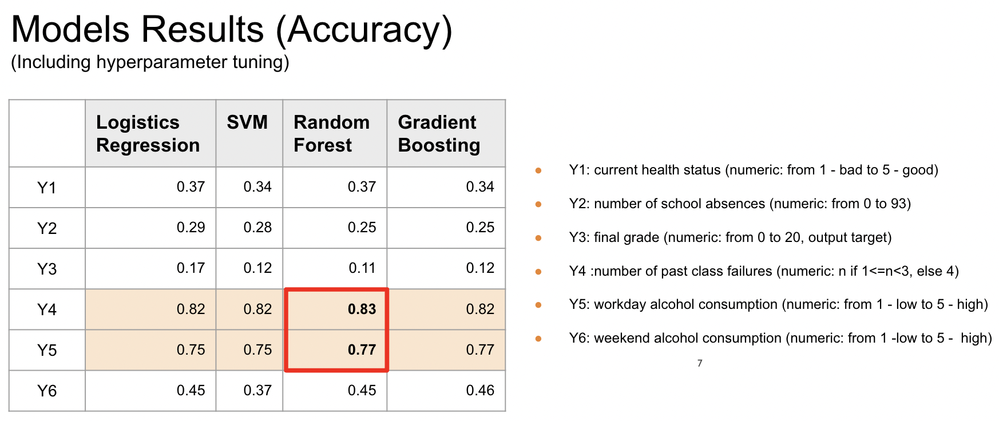 Models Results (Accuracy)
(Including hyperparameter tuning)
Logistics Regression SVM Random Forest Gradient Boosting
Y1 0.37 0.34 0.37 0.34
Y2 0.29 0.28 0.25 0.25
Y3 0.17 0.12 0.11 0.12
Y4 0.82 0.82 0.83 0.82
Y5 0.75 0.75 0.77 0.77
Y6 0.45 0.37 0.45 0.46
● Y1: current health status (numeric: from 1 - bad to 5 - good)
● Y2: number of school absences (numeric: from 0 to 93)
● Y3: final grade (numeric: from 0 to 20, output target)
● Y4 :number of past class failures (numeric: n if 1<=n<3, else 4)
● Y5: workday alcohol consumption (numeric: from 1 - low to 5 - high)
● Y6: weekend alcohol consumption (numeric: from 1 -low to 5 -  high)
7